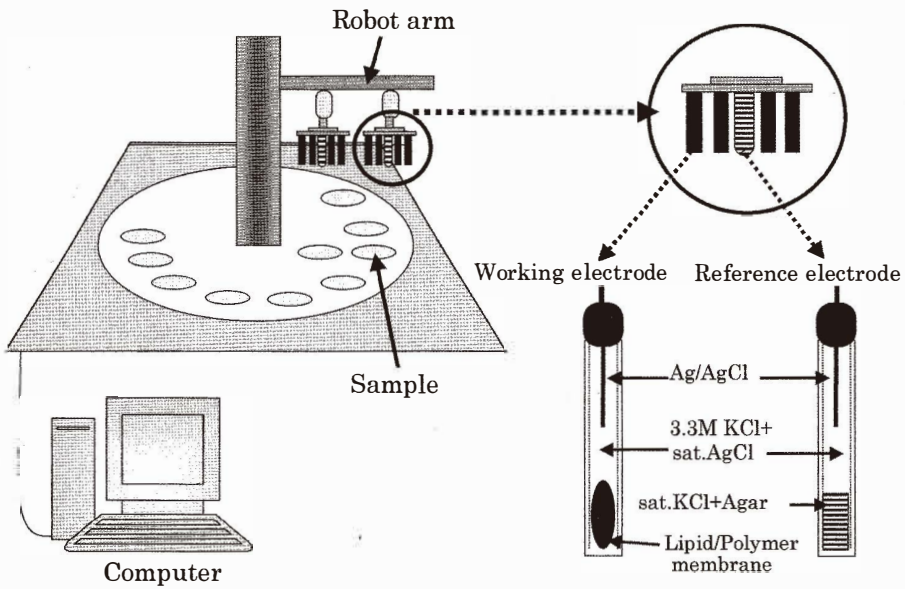 Robot arm
Working electrode
Reference electrode
Ag/AgCl
Sample
3.3M KCl+
sat.AgCl
sat.KCl+Agar
Lipid/Polymer
membrane
Computer